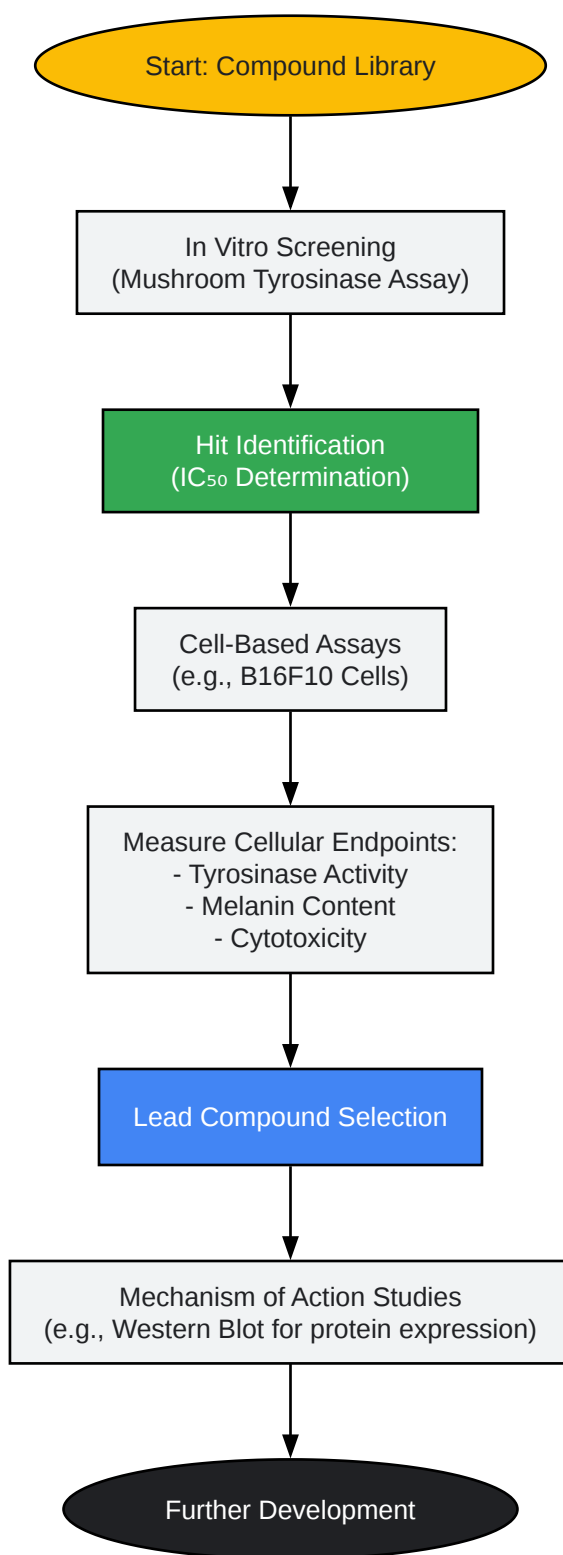 Start: Compound Library
In Vitro Screening
(Mushroom Tyrosinase Assay)
Hit Identification
(IC₅₀ Determination)
Cell-Based Assays
(e.g., B16F10 Cells)
Measure Cellular Endpoints:
- Tyrosinase Activity
- Melanin Content
- Cytotoxicity
Lead Compound Selection
Mechanism of Action Studies
(e.g., Western Blot for protein expression)
Further Development